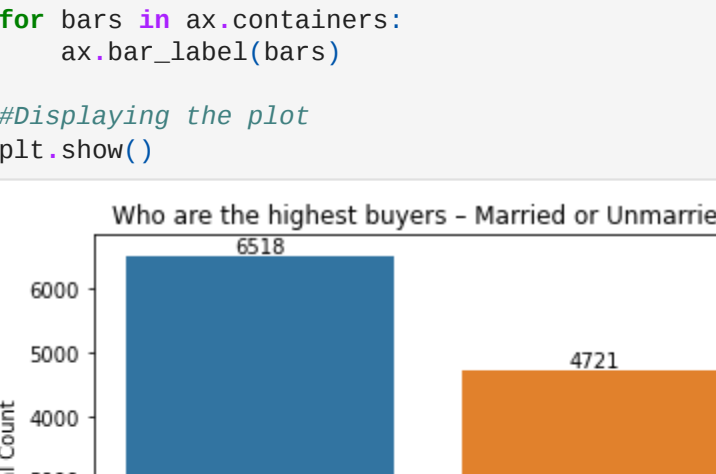 for bars in ax.containers:
    ax.bar_label(bars)
#Displaying the plot
plt.show()
Who are the highest buyers – Married or
6518
6000
5000
4721
4000
Count